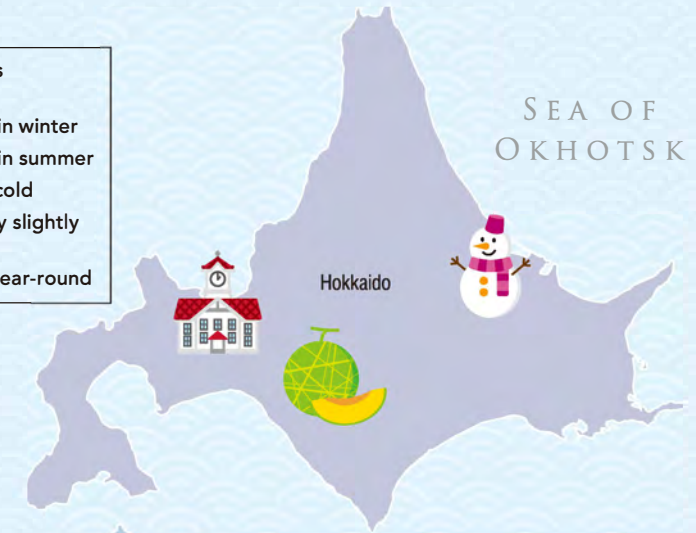 s
in winter
in summer
cold
y slightly
ear-round
SEA OF
OKHOTSK
Hokkaido